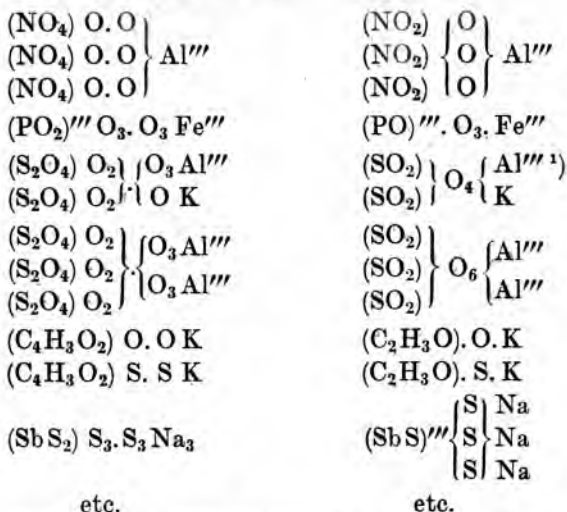 (NO₄) O. O (NO₂) O
(NO₄) O. O } Al‴ (NO₂) { O } Al‴
(NO₄) O. O (NO₂) O
(PO₂)‴ O₃. O₃ Fe‴ (PO)‴. O₃. Fe‴
(S₂O₄) O₂ } . { O₃ Al‴ (SO₂) } O₄ { Al‴ ¹)
(S₂O₄) O₂ } . { O K (SO₂) } O₄ { K
(S₂O₄) O₂ (SO₂)
(S₂O₄) O₂ } . { O₃ Al‴ O₃ Al‴ (SO₂) } O₆ { Al‴ Al‴
(S₂O₄) O₂ (SO₂)
(C₄H₃O₂) O. O K (C₂H₃O). O. K
(C₄H₃O₂) S. S K (C₂H₃O). S. K
(Sb S₂) S₃. S₃ Na₃ (Sb S)‴ { S S S } Na Na Na
etc. etc.